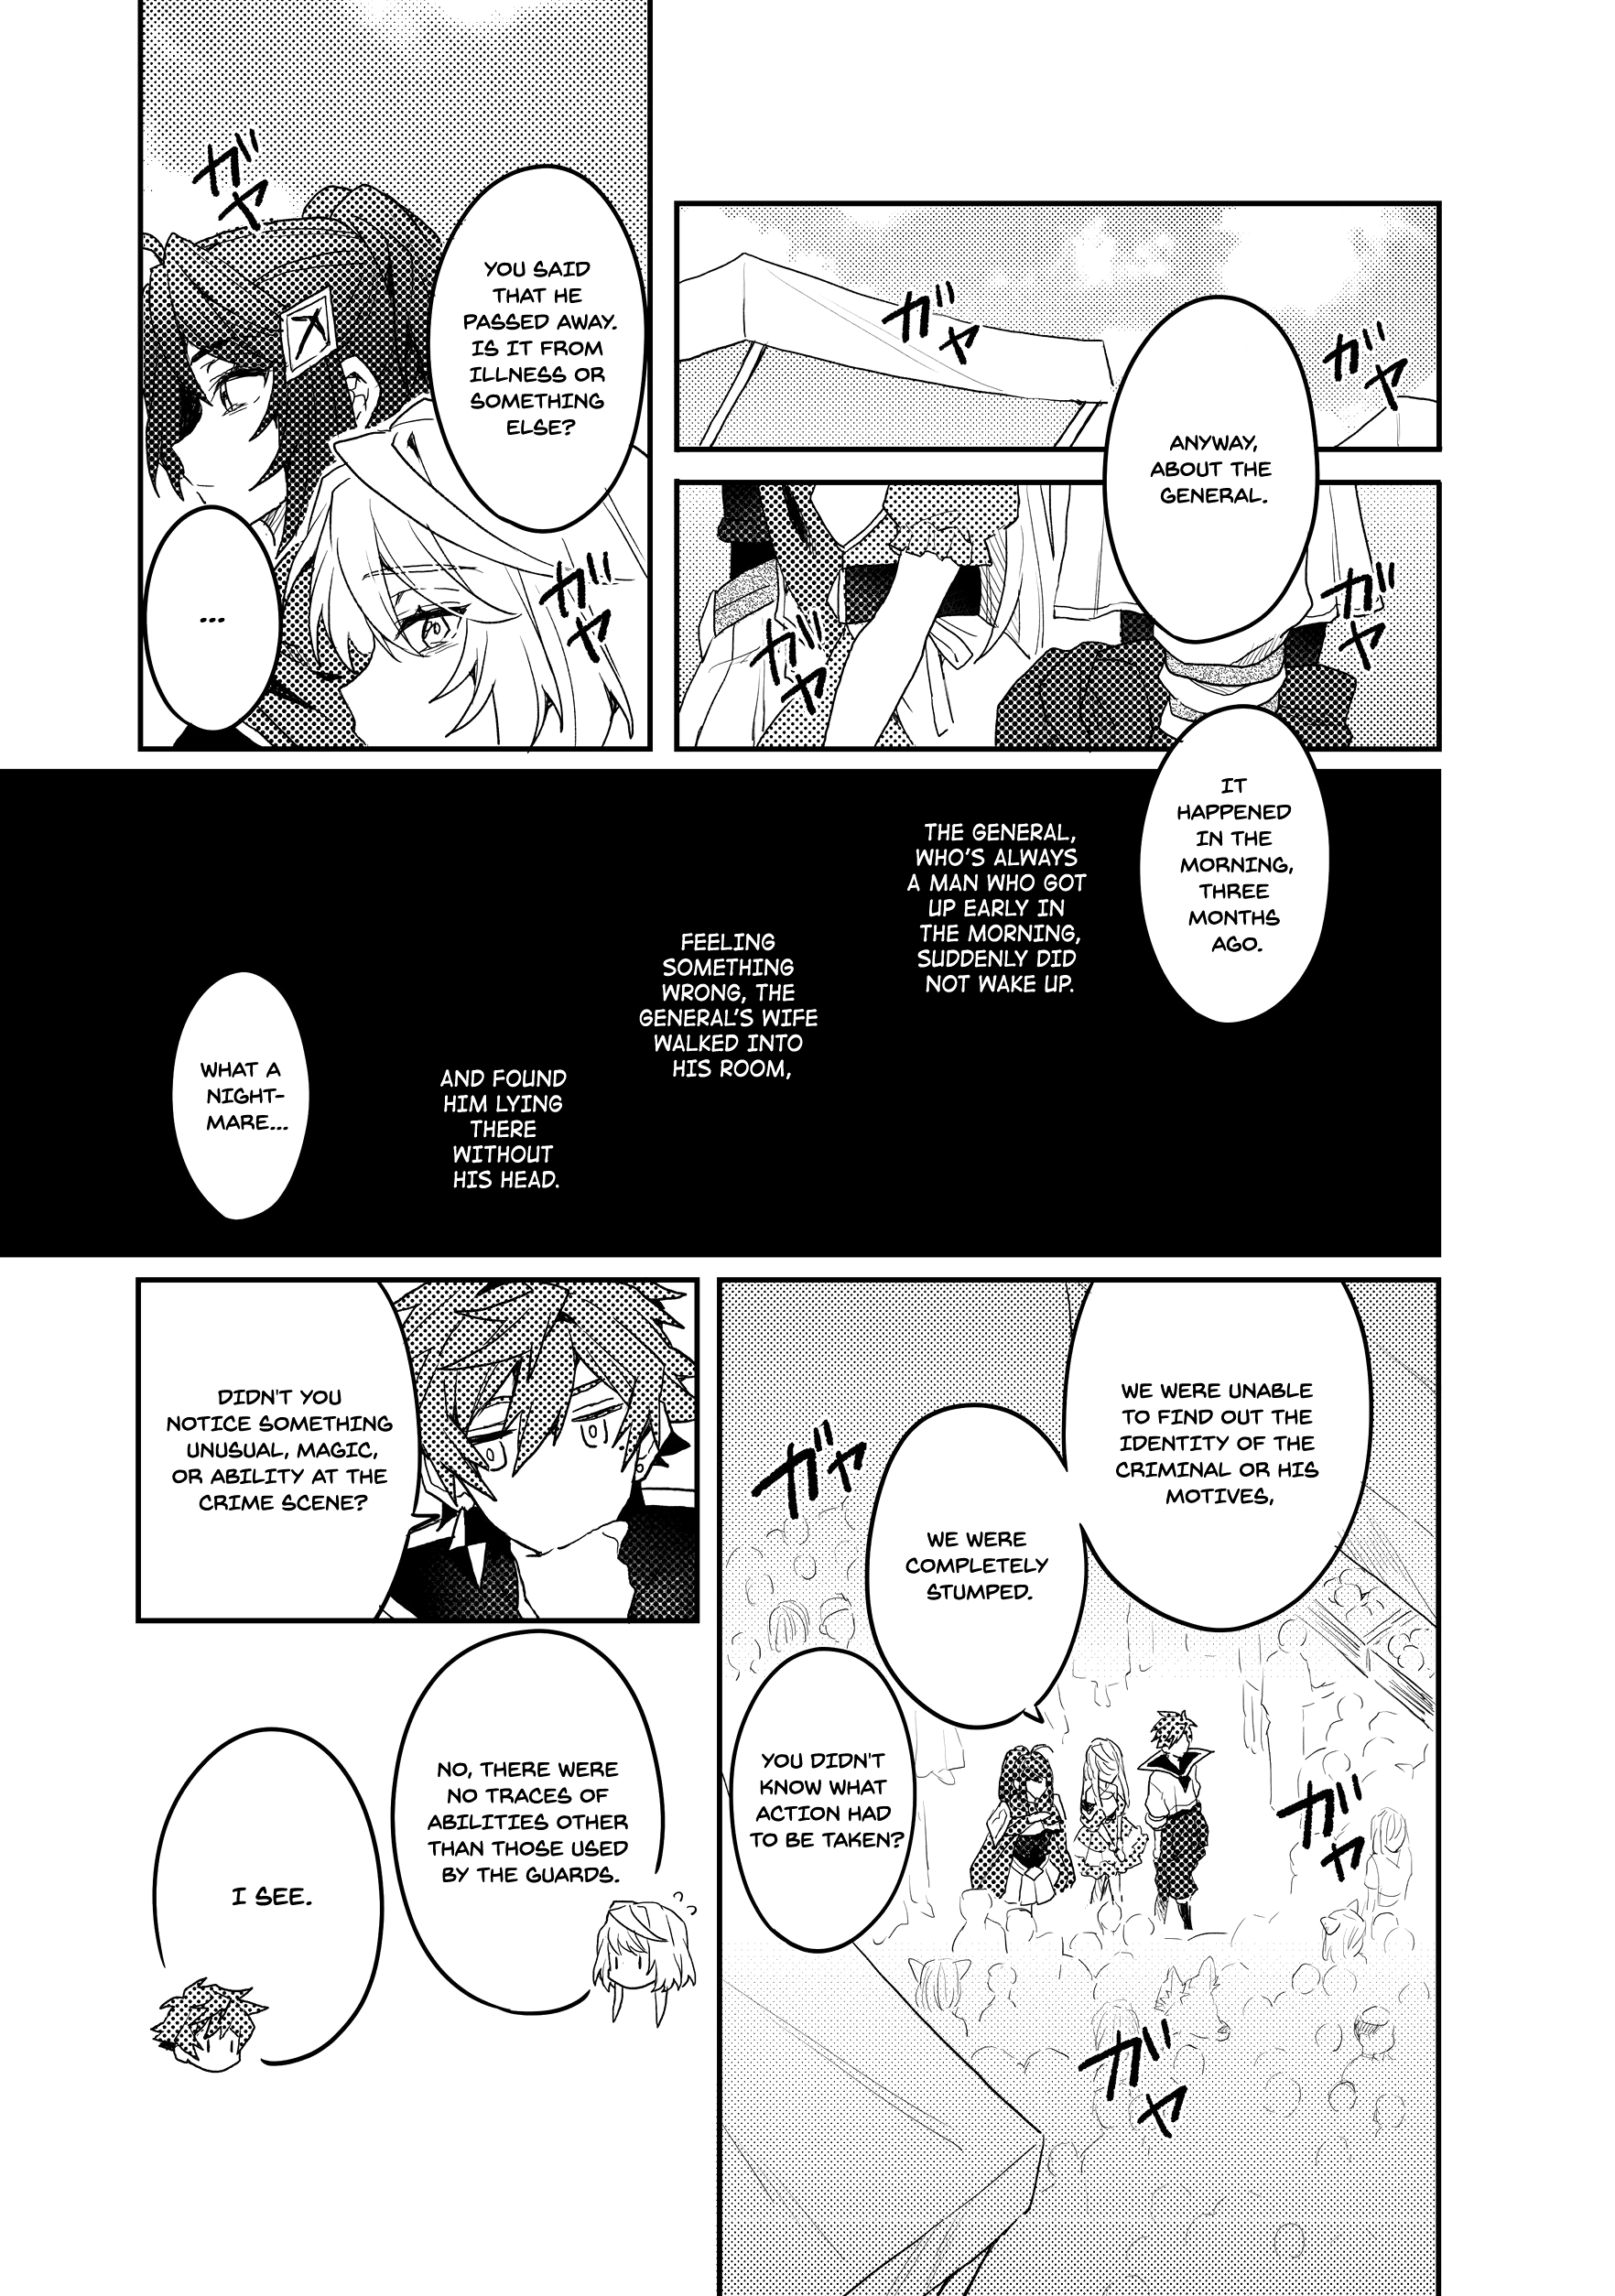 ANYWAY,
ABOUT THE
GENERAL.
ガヤ
ガヤ
ガヤ
ガヤ
YOU SAID
THAT HE
PASSED AWAY.
IS IT FROM
ILLNESS OR
SOMETHING
ELSE?
ガヤ
ガヤ
...
IT
HAPPENED
IN THE
MORNING,
THREE
MONTHS
AGO.
THE GENERAL,
WHO'S ALWAYS
A MAN WHO GOT
UP EARLY IN
THE MORNING,
SUDDENLY DID
NOT WAKE UP.
FEELING
SOMETHING
WRONG, THE
GENERAL'S WIFE
WALKED INTO
HIS ROOM,
AND FOUND
HIM LYING
THERE
WITHOUT
HIS HEAD.
WHAT A
NIGHT-
MARE...
WE WERE UNABLE
TO FIND OUT THE
IDENTITY OF THE
CRIMINAL OR HIS
MOTIVES,
WE WERE
COMPLETELY
STUMPED.
ガヤ
YOU DIDN'T
KNOW WHAT
ACTION HAD
TO BE TAKEN?
ガヤ
ガヤ
DIDN'T YOU
NOTICE SOMETHING
UNUSUAL, MAGIC,
OR ABILITY AT THE
CRIME SCENE?
NO, THERE WERE
NO TRACES OF
ABILITIES OTHER
THAN THOSE USED
BY THE GUARDS.
I SEE.